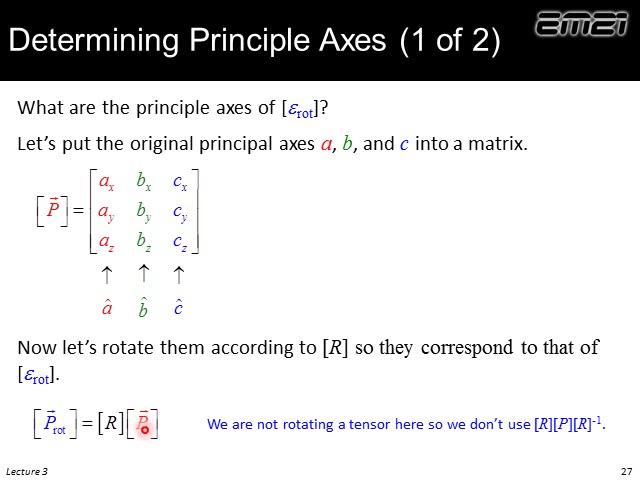 Determining Principle Axes (1 of 2)
EM21
What are the principle axes of [εrot]?
Let's put the original principal axes a, b, and c into a matrix.
[P⃗] = [ax bx cx
ay by cy
az bz cz]
↑ ↑ ↑
â b̂ ĉ
Now let's rotate them according to [R] so they correspond to that of
[εrot].
[P⃗rot] = [R][P⃗]
We are not rotating a tensor here so we don't use [R][P][R]-1.
Lecture 3
27